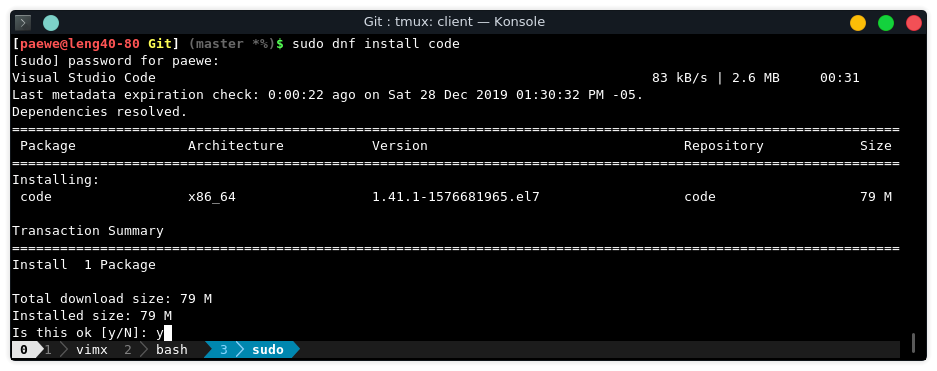 Git : tmux: client — Konsole
[paewe@leng40-80 Git] (master *%)$ sudo dnf install code
[sudo] password for paewe:
Visual Studio Code 83 kB/s | 2.6 MB 00:31
Last metadata expiration check: 0:00:22 ago on Sat 28 Dec 2019 01:30:32 PM -05.
Dependencies resolved.
================================================================================
Package Architecture Version Repository Size
================================================================================
Installing:
code x86_64 1.41.1-1576681965.el7 code 79 M
Transaction Summary
================================================================================
Install 1 Package
Total download size: 79 M
Installed size: 79 M
Is this ok [y/N]: y
0 1 vimx 2 bash 3 sudo